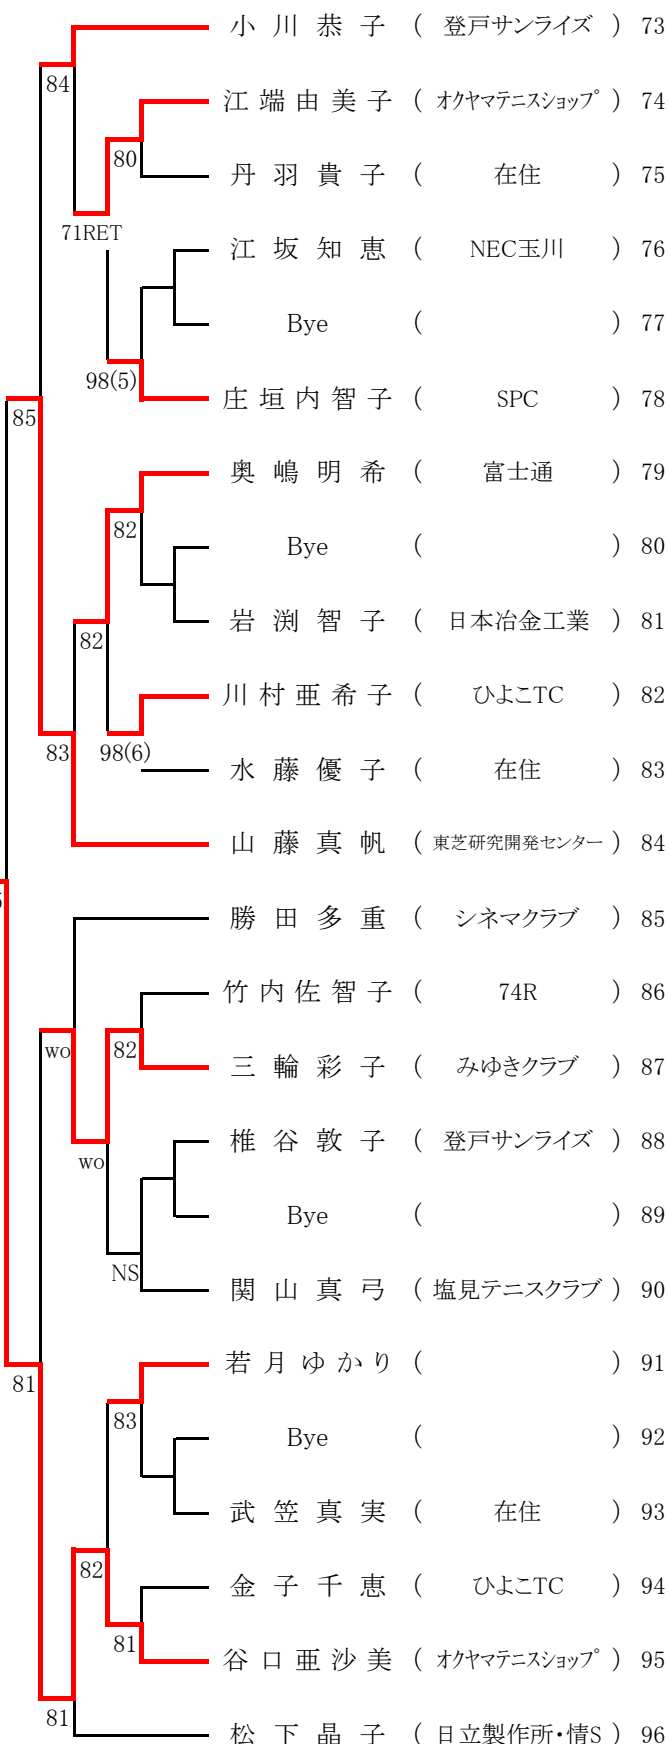 小川恭子 ( 登戸サンライズ ) 73
84
江端由美子 ( オクヤマテニスショップ ) 74
80
丹羽貴子 ( 在住 ) 75
71RET
江坂知恵 ( NEC玉川 ) 76
Bye ( ) 77
98(5)
庄垣内智子 ( SPC ) 78
85
奥嶋明希 ( 富士通 ) 79
82
Bye ( ) 80
岩渕智子 ( 日本冶金工業 ) 81
82
川村亜希子 ( ひよこTC ) 82
83 98(6)
水藤優子 ( 在住 ) 83
山藤真帆 ( 東芝研究開発センター ) 84
勝田多重 ( シネマクラブ ) 85
竹内佐智子 ( 74R ) 86
wo 82
三輪彩子 ( みゆきクラブ ) 87
椎谷敦子 ( 登戸サンライズ ) 88
wo
Bye ( ) 89
NS
関山真弓 ( 塩見テニスクラブ ) 90
若月ゆかり ( ) 91
81
83
Bye ( ) 92
武笠真実 ( 在住 ) 93
82
金子千恵 ( ひよこTC ) 94
81
谷口亜沙美 ( オクヤマテニスショップ ) 95
81
松下晶子 ( 日立製作所・情S ) 96